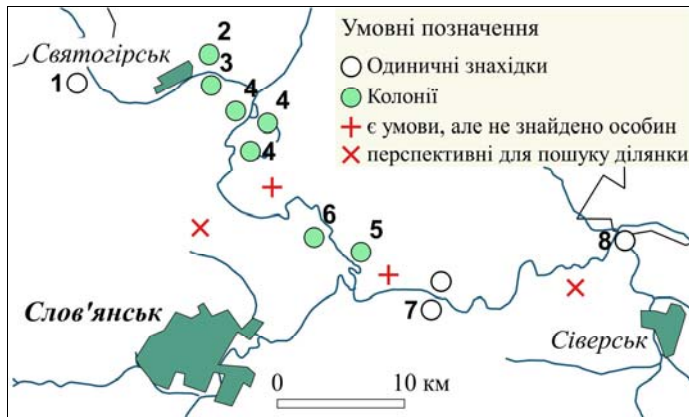 Умовні позначення
Одиничні знахідки
Колонії
є умови, але не знайдено особин
перспективні для пошуку ділянки
Святогірськ
1
2
3
4
4
4
6
5
7
8
Слов'янськ
Сіверськ
0 10 км